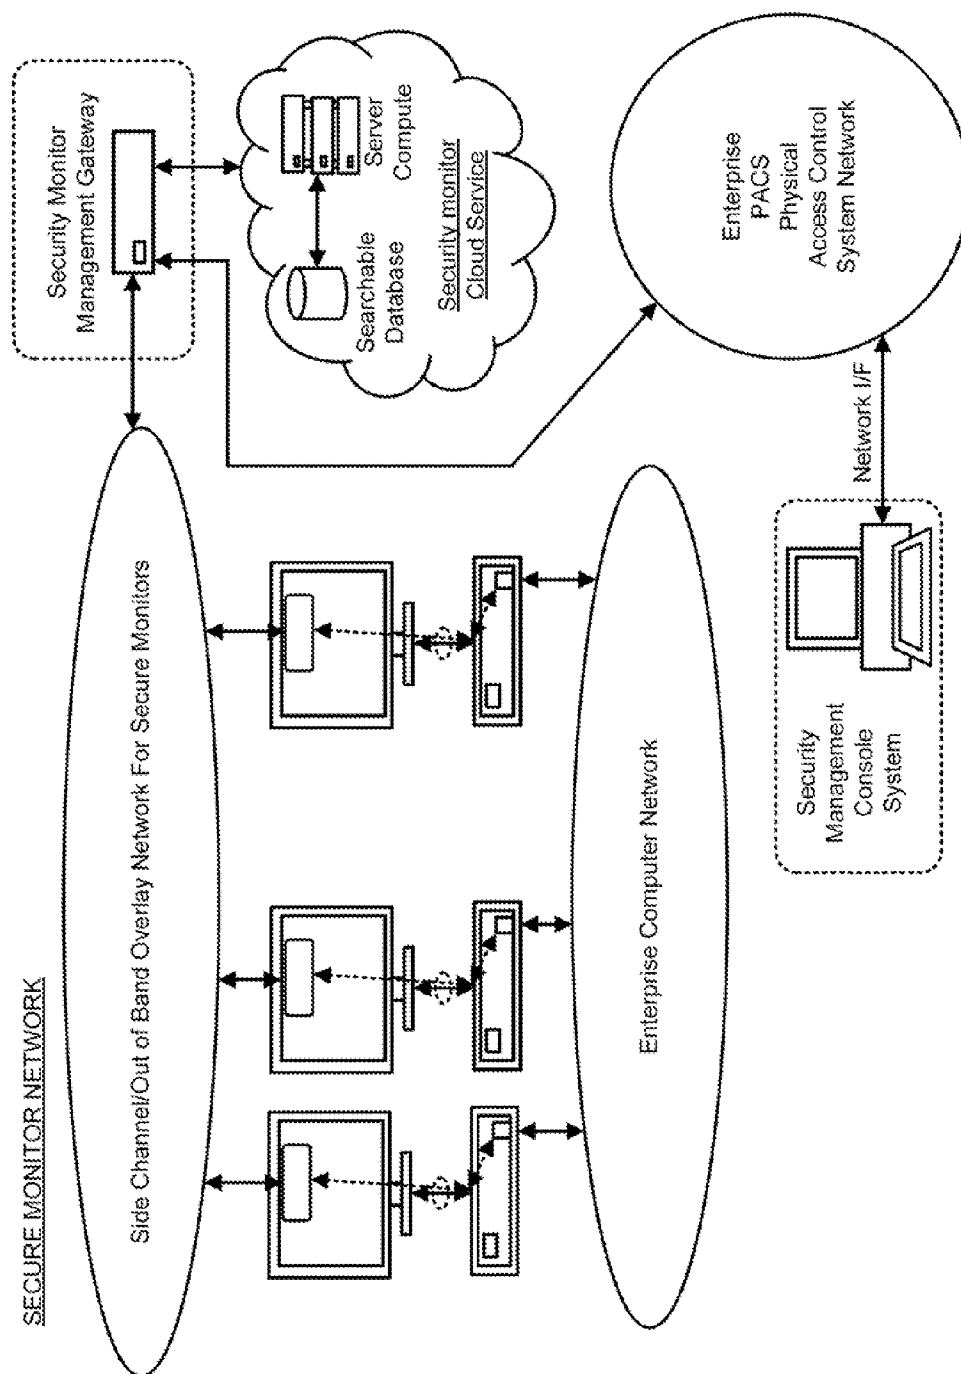 SECURE MONITOR NETWORK
Side Channel/Out of Band Overlay Network For Secure Monitors
Security Monitor
Management Gateway
Searchable
Database
Server
Compute
Security monitor
Cloud Service
Enterprise Computer Network
Enterprise
PACS
Physical
Access Control
System Network
Network I/F
Security
Management
Console
System